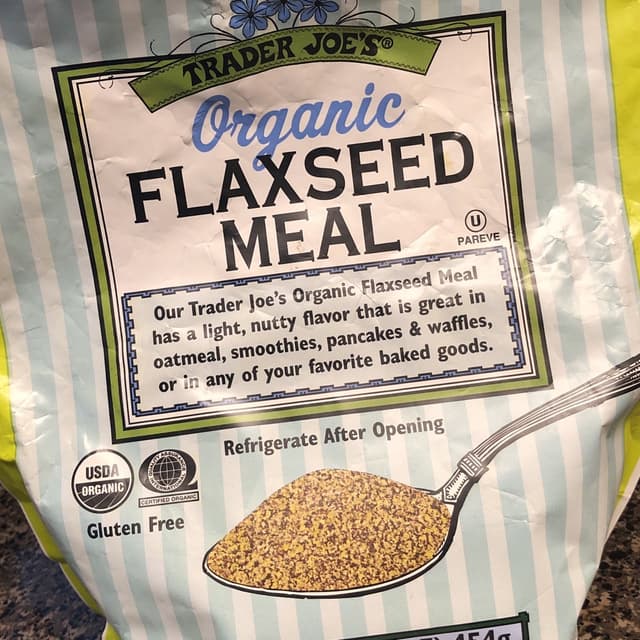 TRADER JOE'S®
Organic
FLAXSEED
MEAL
U
PAREVE
Our Trader Joe's Organic Flaxseed Meal
has a light, nutty flavor that is great in
oatmeal, smoothies, pancakes & waffles,
or in any of your favorite baked goods.
Refrigerate After Opening
USDA
ORGANIC
CERTIFIED ORGANIC
Gluten Free
454g